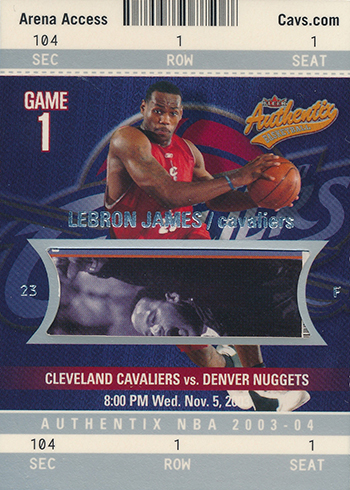 Arena Access Cavs.com
104 1 1
SEC ROW SEAT
GAME
1
FLEER
Authentix
BASKETBALL
LEBRON JAMES / cavaliers
23 F
CLEVELAND CAVALIERS vs. DENVER NUGGETS
8:00 PM Wed. Nov. 5,
AUTHENTIX NBA 2003-04
104 1 1
SEC ROW SEAT